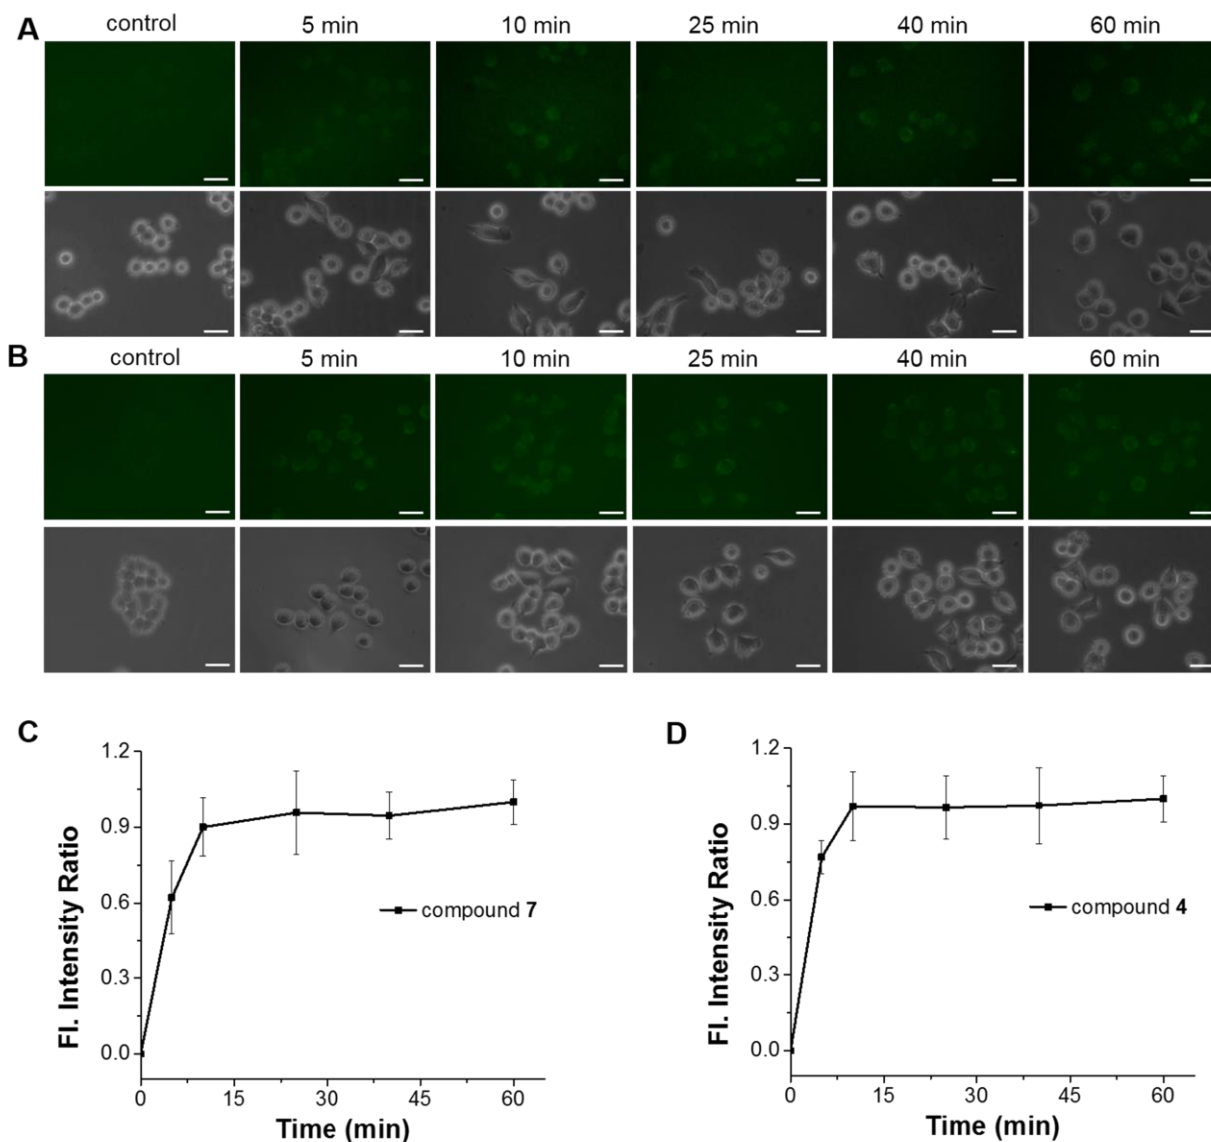 A
control 5 min 10 min 25 min 40 min 60 min
B
control 5 min 10 min 25 min 40 min 60 min
C
1.2
0.9
0.6
0.3
0.0
Fl. Intensity Ratio
compound 7
0 15 30 45 60
Time (min)
D
1.2
0.9
0.6
0.3
0.0
Fl. Intensity Ratio
compound 4
0 15 30 45 60
Time (min)